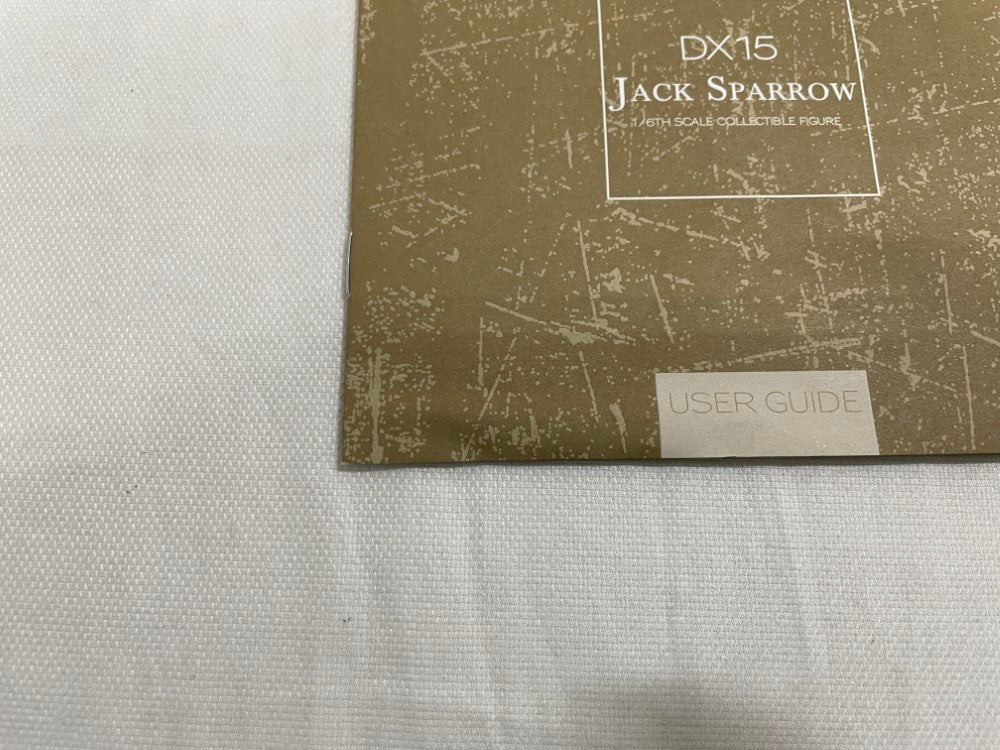 DX15
Jack Sparrow
1/6TH SCALE COLLECTIBLE FIGURE
USER GUIDE